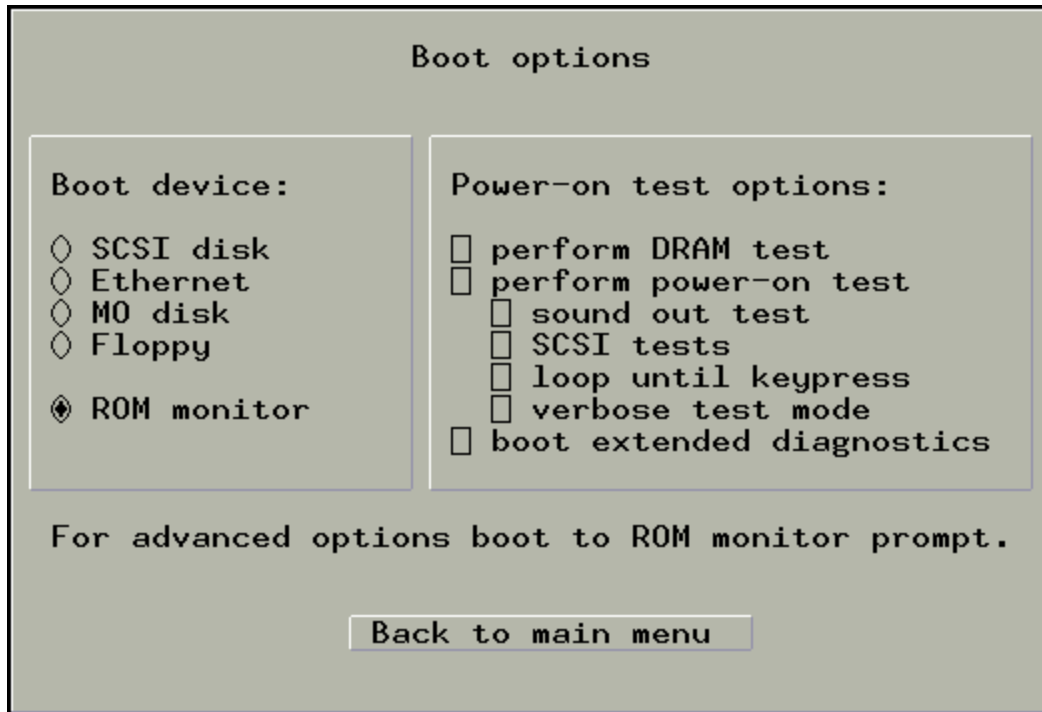 Boot options
Boot device:
SCSI disk
Ethernet
MO disk
Floppy
ROM monitor
Power-on test options:
perform DRAM test
perform power-on test
sound out test
SCSI tests
loop until keypress
verbose test mode
boot extended diagnostics
For advanced options boot to ROM monitor prompt.
Back to main menu